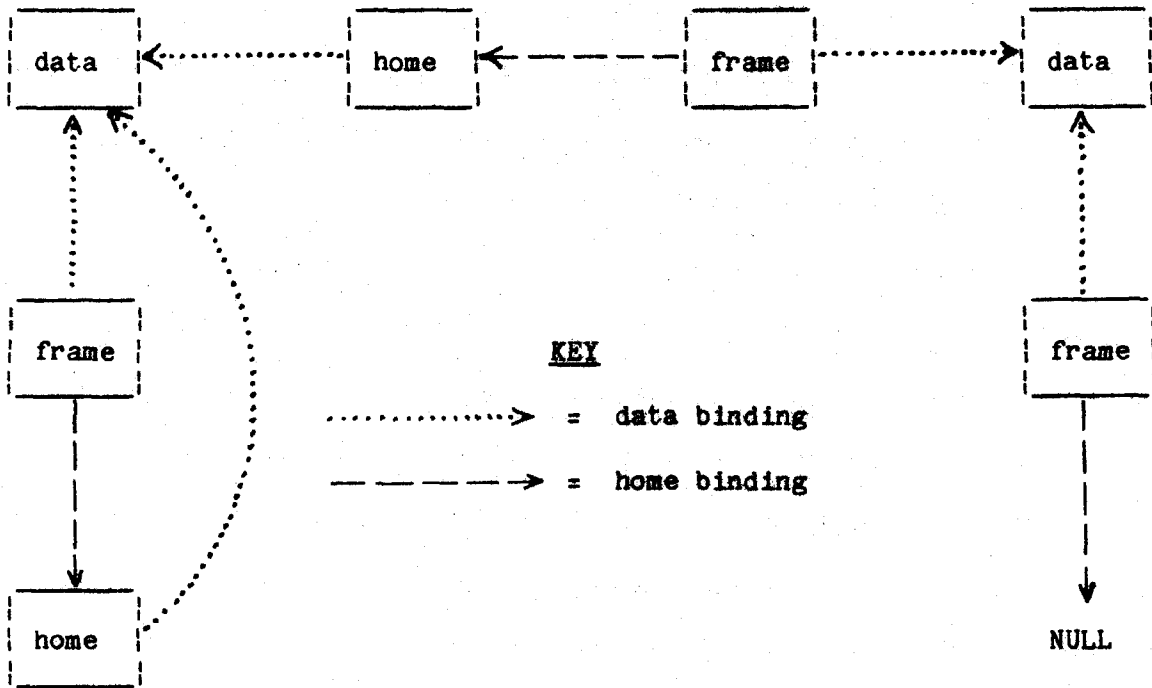 data
home
frame
data
frame
KEY
frame
= data binding
= home binding
home
NULL